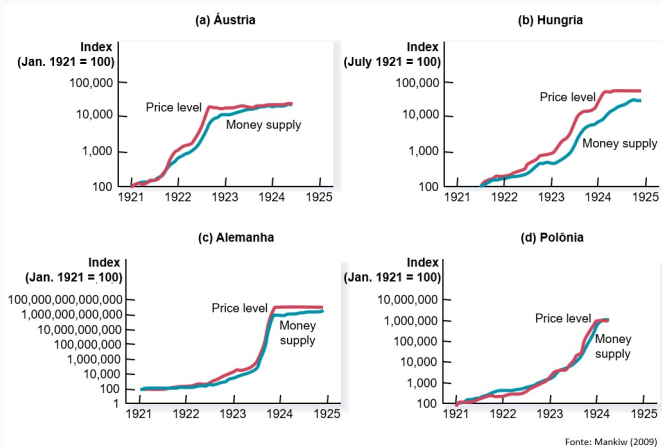 (a) Áustria
Index
(Jan. 1921 = 100)
100,000
10,000
1,000
100
Price level
Money supply
1921 1922 1923 1924 1925
(b) Hungria
Index
(July 1921 = 100)
100,000
10,000
1,000
100
Price level
Money supply
1921 1922 1923 1924 1925
(c) Alemanha
Index
(Jan. 1921 = 100)
100,000,000,000,000
1,000,000,000,000
10,000,000,000
100,000,000
1,000,000
10,000
100
1
Price level
Money
supply
1921 1922 1923 1924 1925
(d) Polônia
Index
(Jan. 1921 = 100)
10,000,000
1,000,000
100,000
10,000
1,000
100
Price level
Money
supply
1921 1922 1923 1924 1925
Fonte: Mankiw (2009)